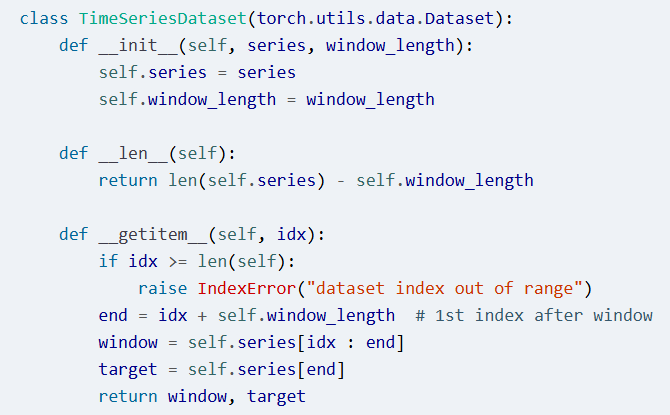 class TimeSeriesDataset(torch.utils.data.Dataset):
    def __init__(self, series, window_length):
        self.series = series
        self.window_length = window_length

    def __len__(self):
        return len(self.series) - self.window_length

    def __getitem__(self, idx):
        if idx >= len(self):
            raise IndexError("dataset index out of range")
        end = idx + self.window_length  # 1st index after window
        window = self.series[idx : end]
        target = self.series[end]
        return window, target